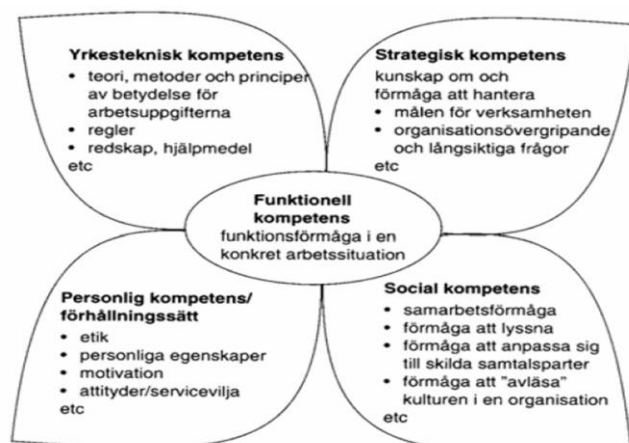 Yrkesteknisk kompetens
• teori, metoder och principer
av betydelse för
arbetsuppgifterna
• regler
• redskap, hjälpmedel
etc
Strategisk kompetens
kunskap om och
förmåga att hantera
• målen för verksamheten
• organisationsövergripande
och långsiktiga frågor
etc
Funktionell
kompetens
funktionsförmåga i en
konkret arbetssituation
Personlig kompetens/
förhållningssätt
• etik
• personliga egenskaper
• motivation
• attityder/servicevilja
etc
Social kompetens
• samarbetsförmåga
• förmåga att lyssna
• förmåga att anpassa sig
till skilda samtalsparter
• förmåga att "avläsa"
kulturen i en organisation
etc